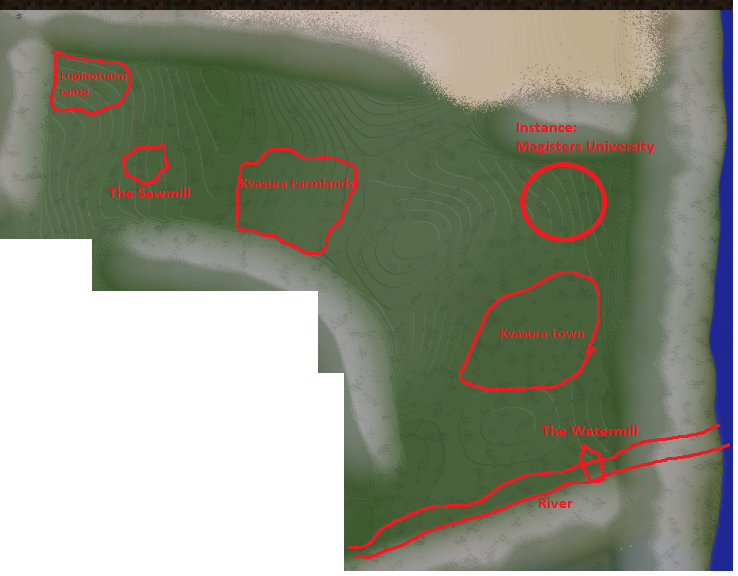 Lupinotuum
camp
Instance:
Magisters University
The Sawmill
Kvasura Farmlands
Kvasura Town
The Watermill
River